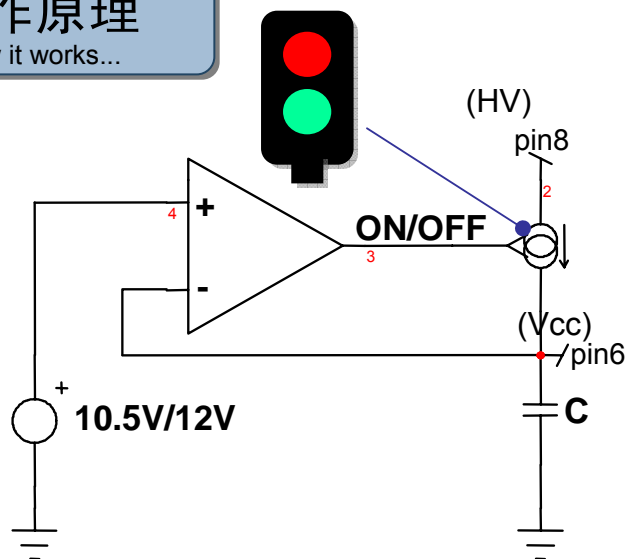 作原理
it works...
(HV)
pin8
2
4
+
ON/OFF
3
-
(Vcc)
pin6
+
10.5V/12V
C